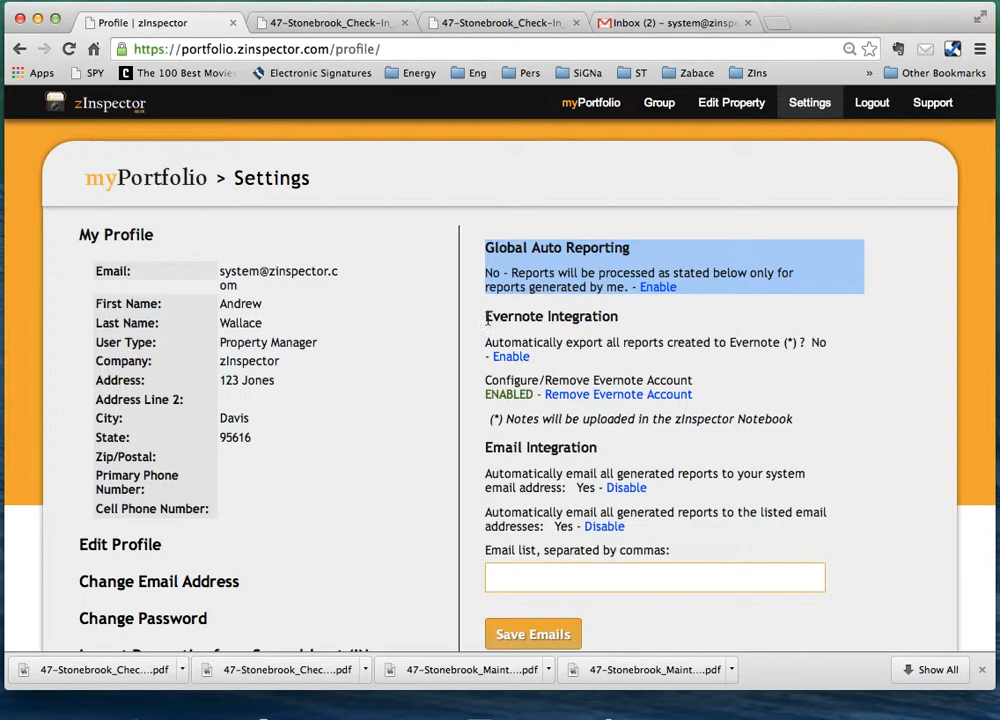 Profile | zInspector
47-Stonebrook_Check-In_
47-Stonebrook_Check-In_
Inbox (2) – system@zinsp
https://portfolio.zinspector.com/profile/
Apps
SPY
The 100 Best Movie
Electronic Signatures
Energy
Eng
Pers
SiGNa
ST
Zabace
ZIns
»
Other Bookmarks
zInspector
BETA
myPortfolio
Group
Edit Property
Settings
Logout
Support
myPortfolio > Settings
My Profile
Email: system@zinspector.c
om
First Name: Andrew
Last Name: Wallace
User Type: Property Manager
Company: zInspector
Address: 123 Jones
Address Line 2:
City: Davis
State: 95616
Zip/Postal:
Primary Phone
Number:
Cell Phone Number:
Edit Profile
Change Email Address
Change Password
Global Auto Reporting
No - Reports will be processed as stated below only for
reports generated by me. - Enable
Evernote Integration
Automatically export all reports created to Evernote (*) ? No
- Enable
Configure/Remove Evernote Account
ENABLED - Remove Evernote Account
(*) Notes will be uploaded in the zInspector Notebook
Email Integration
Automatically email all generated reports to your system
email address: Yes - Disable
Automatically email all generated reports to the listed email
addresses: Yes - Disable
Email list, separated by commas:
Save Emails
47-Stonebrook_Chec....pdf
47-Stonebrook_Chec....pdf
47-Stonebrook_Maint....pdf
47-Stonebrook_Maint....pdf
Show All